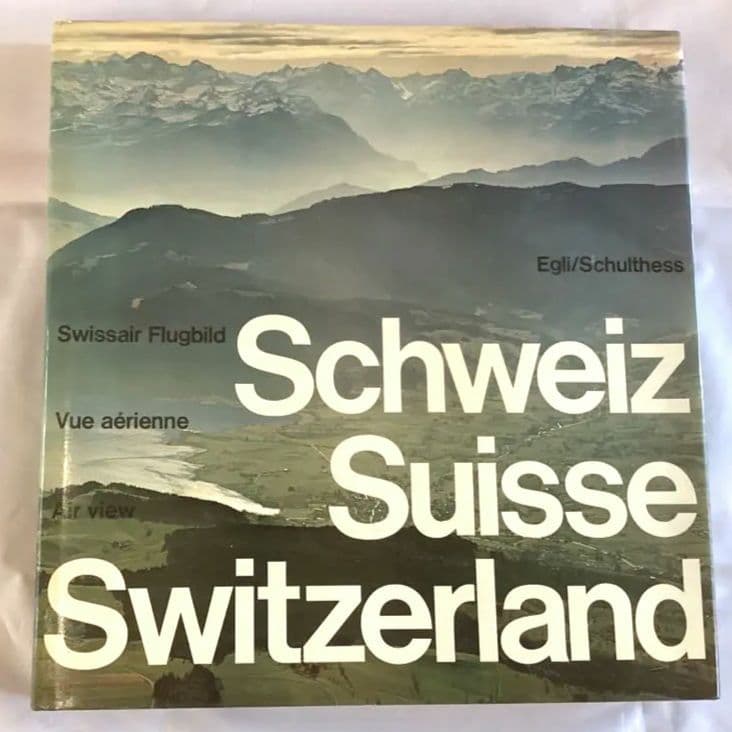 Egli/Schulthess
Swissair Flugbild
Schweiz
Vue aérienne
Suisse
Air view
Switzerland